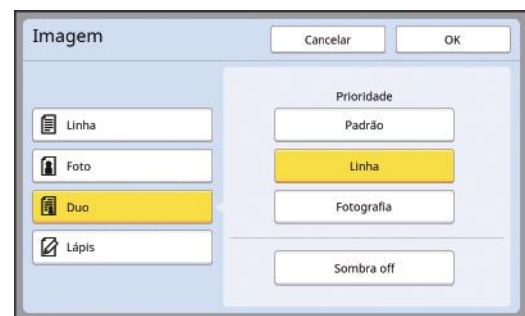 Imagem
Cancelar
OK
Linha
Foto
Duo
Lápis
Prioridade
Padrão
Linha
Fotografia
Sombra off